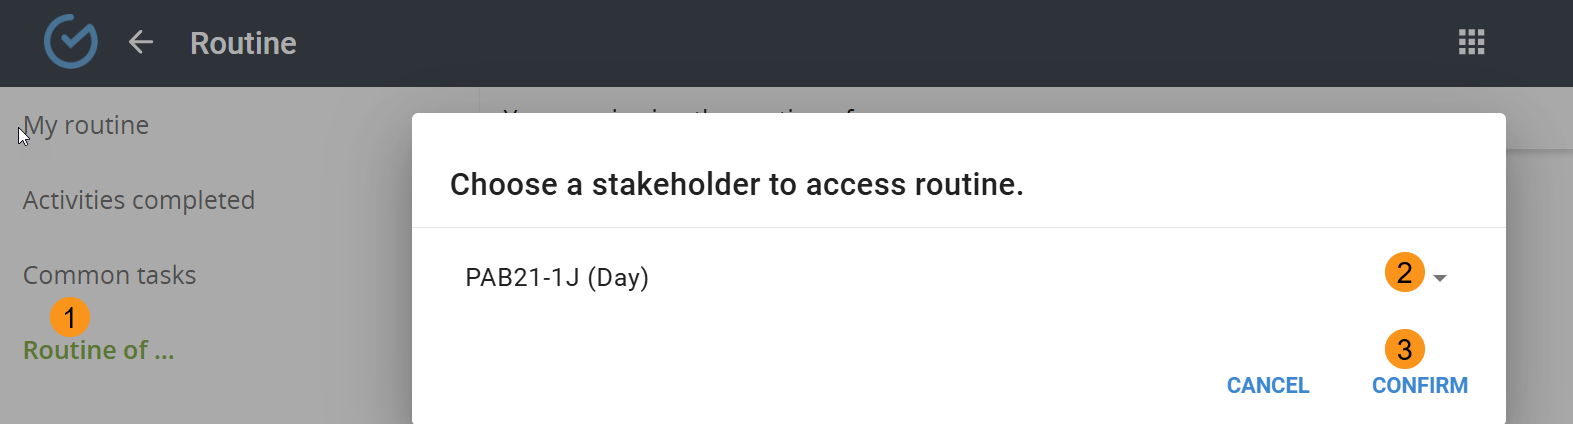 Routine
My routine
Activities completed
Common tasks
1
Routine of ...
Choose a stakeholder to access routine.
PAB21-1J (Day)
2
3
CANCEL
CONFIRM